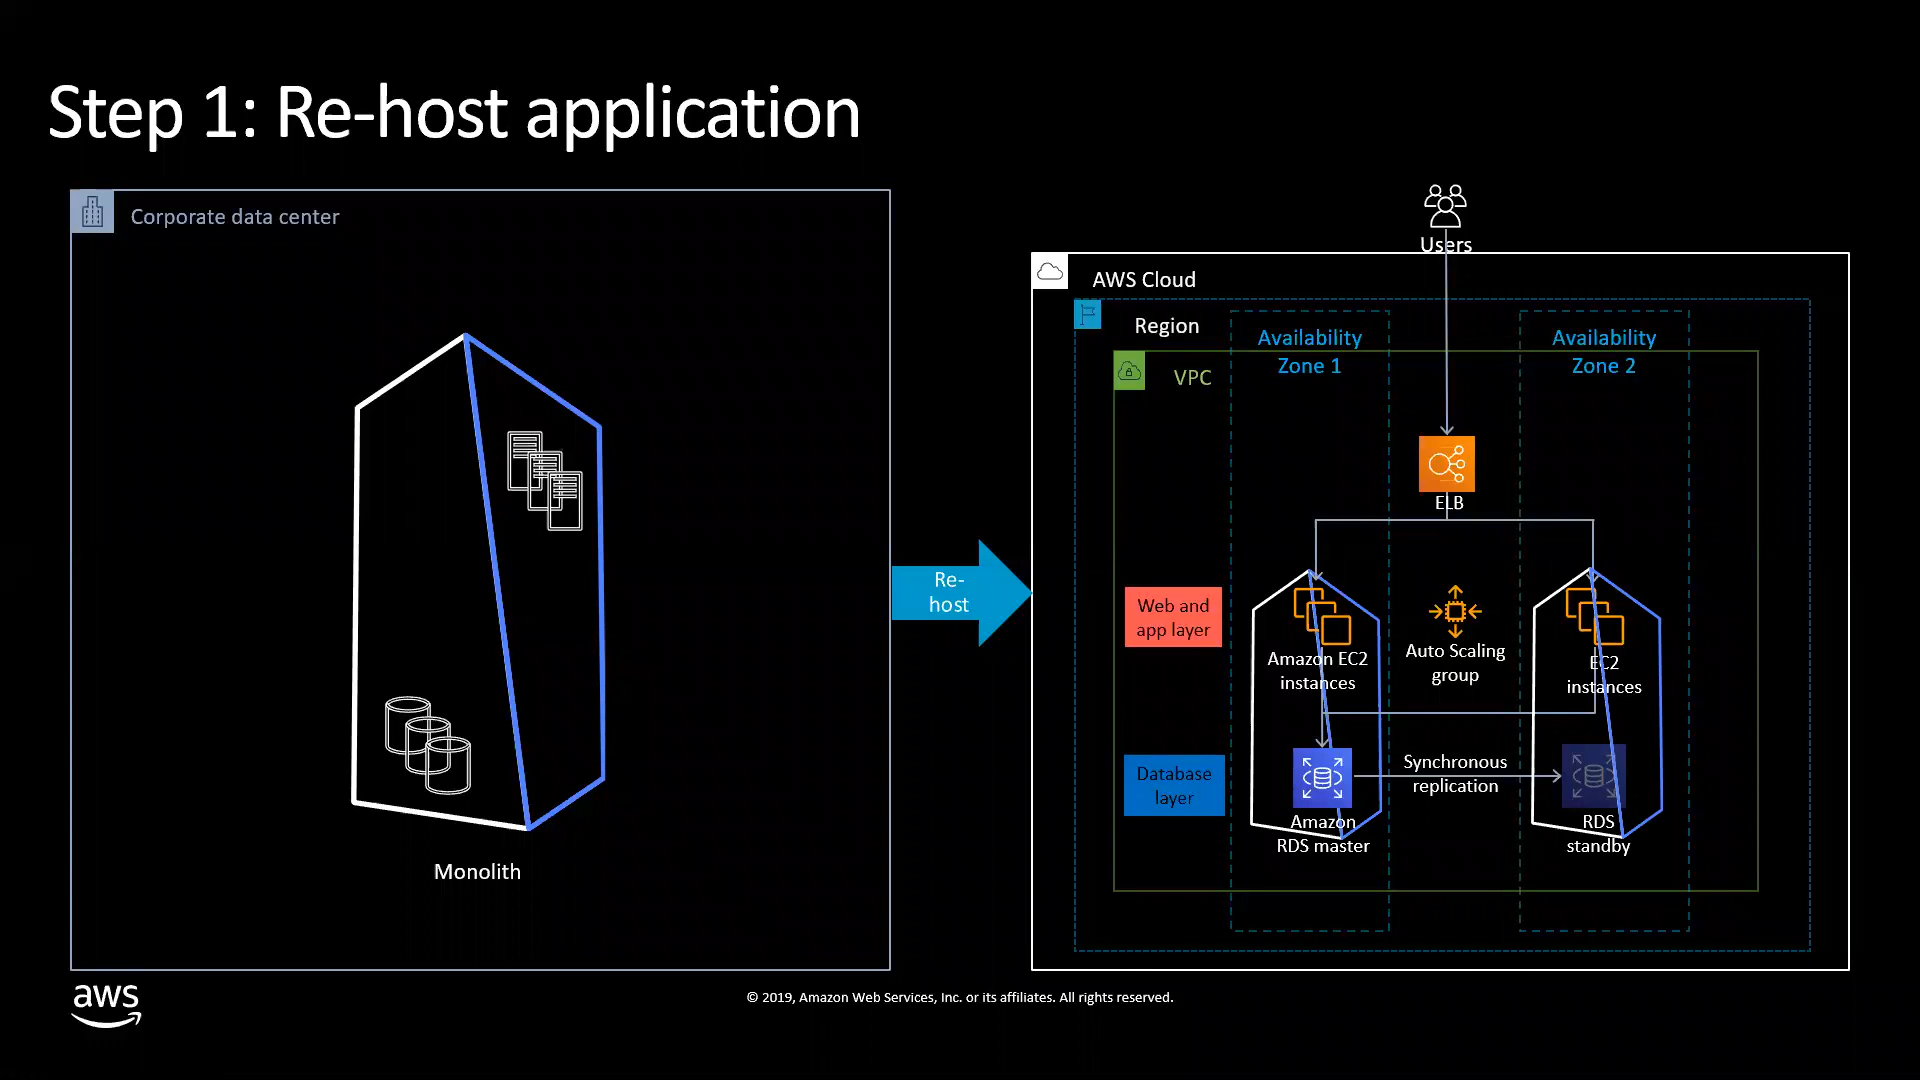 Step 1: Re-host application
Corporate data center
Monolith
Re-
host
Users
AWS Cloud
Region
Availability
Zone 1
Availability
Zone 2
VPC
ELB
Web and
app layer
Amazon EC2
instances
Auto Scaling
group
EC2
instances
Database
layer
Synchronous
replication
Amazon
RDS master
RDS
standby
aws
© 2019, Amazon Web Services, Inc. or its affiliates. All rights reserved.